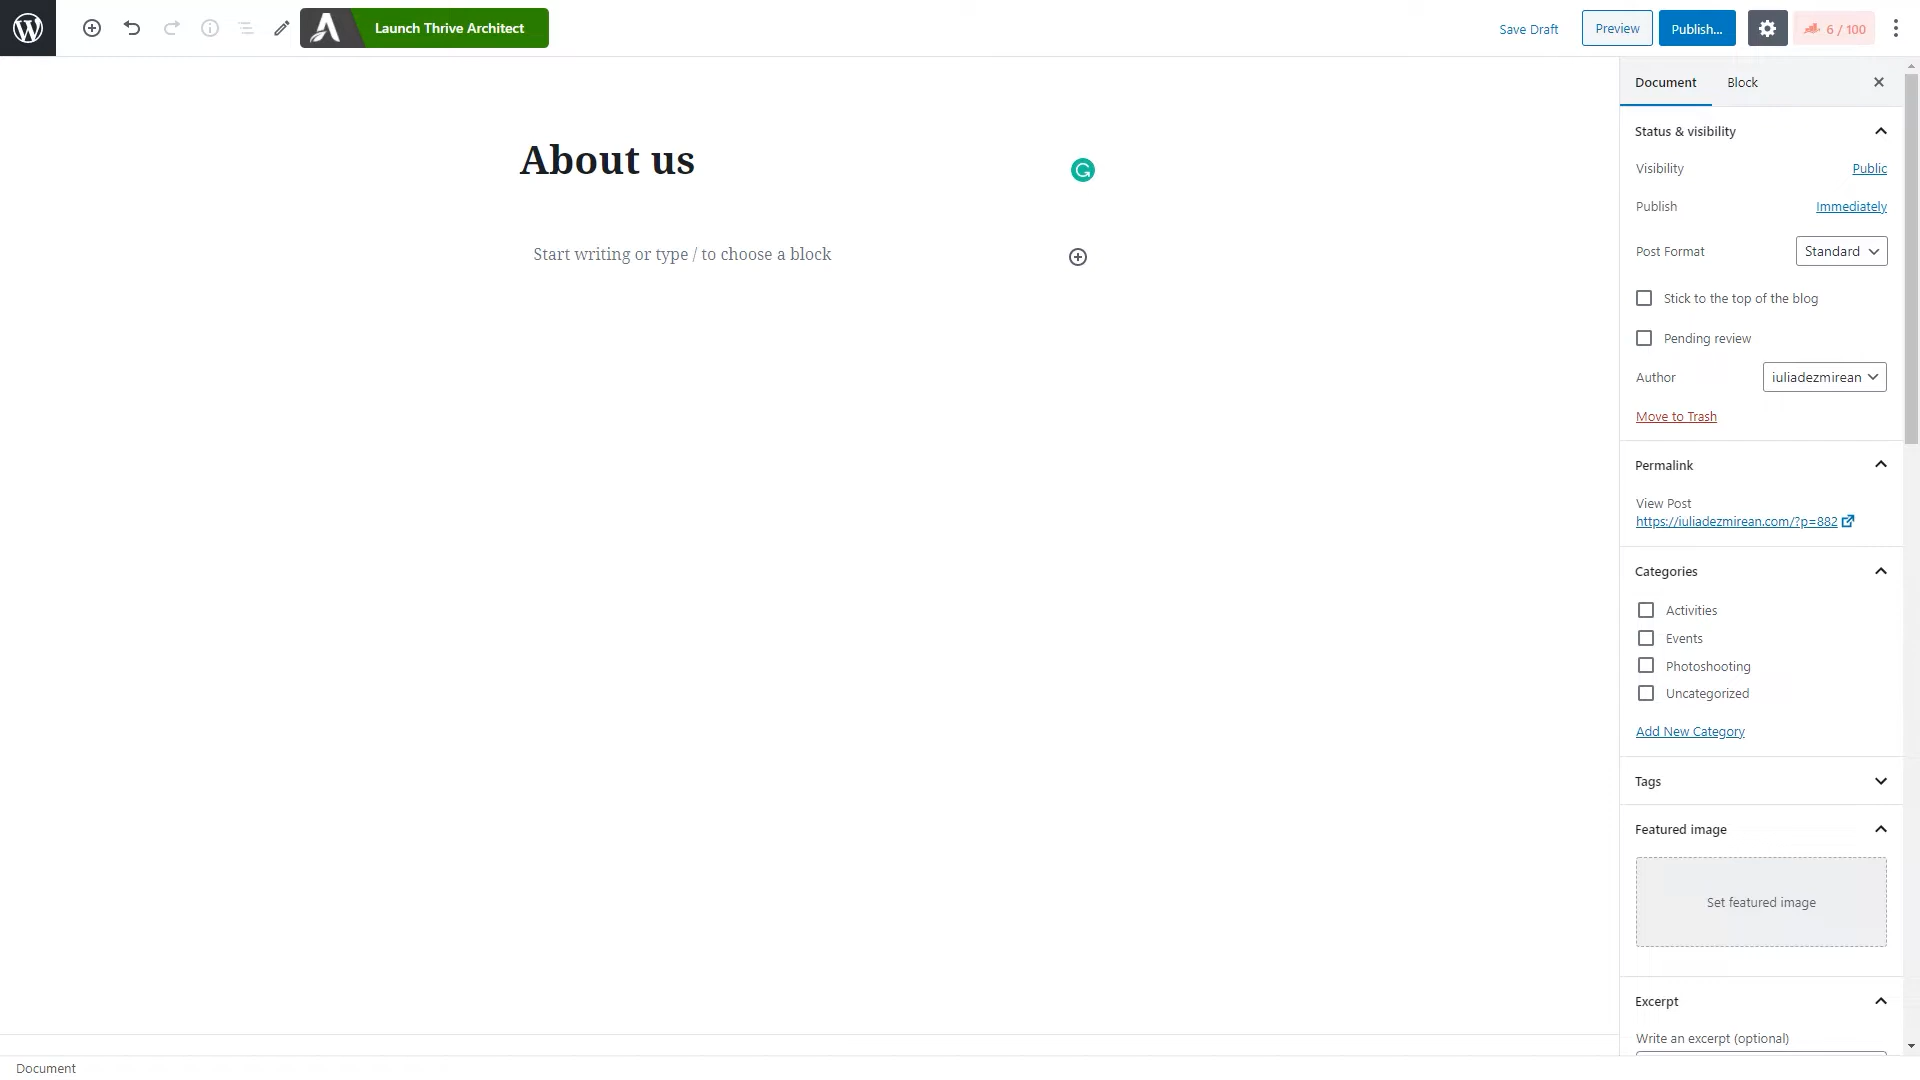 Launch Thrive Architect
Save Draft
Preview
Publish...
6 / 100
About us
Start writing or type / to choose a block
Document
Block
Status & visibility
Visibility
Public
Publish
Immediately
Post Format
Standard
Stick to the top of the blog
Pending review
Author
iuliadezmirean
Move to Trash
Permalink
View Post
https://iuliadezmirean.com/?p=882
Categories
Activities
Events
Photoshooting
Uncategorized
Add New Category
Tags
Featured image
Set featured image
Excerpt
Write an excerpt (optional)
Document